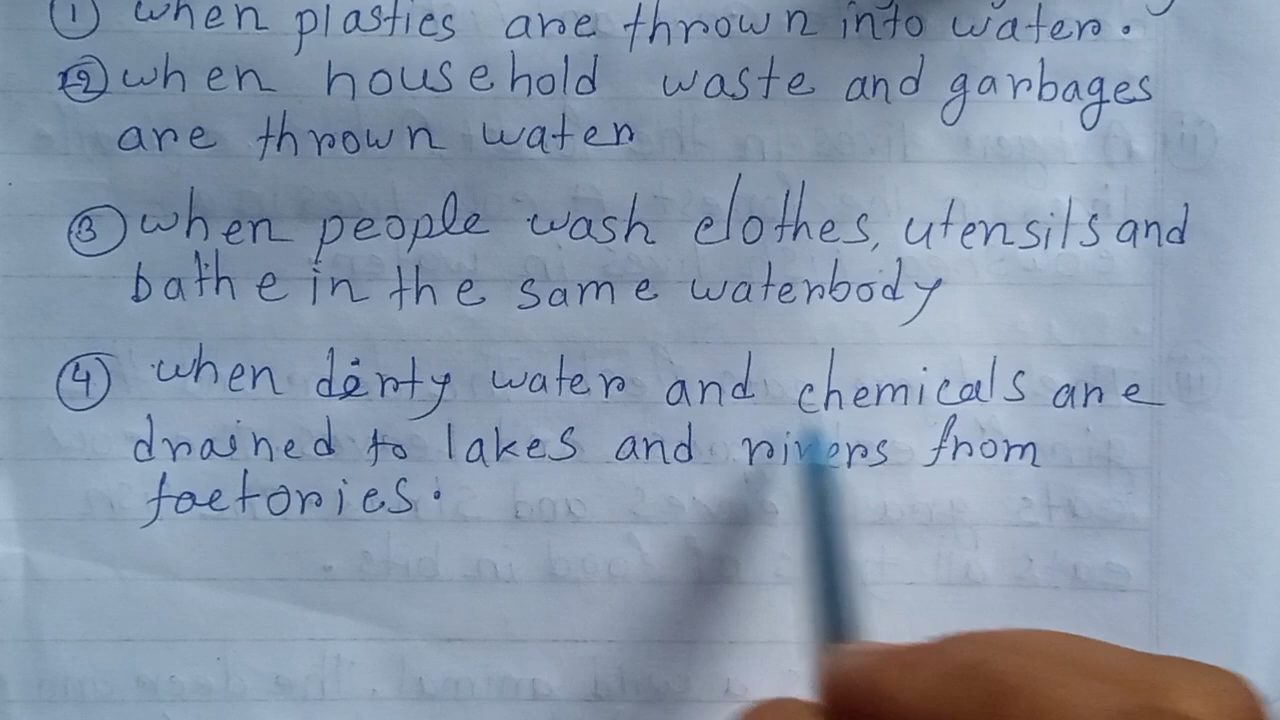 ① when plastics are thrown into water.
② when household waste and garbages
are thrown water
③ when people wash clothes, utensils and
bathe in the same waterbody
④ when dirty water and chemicals are
drained to lakes and rivers from
factories.